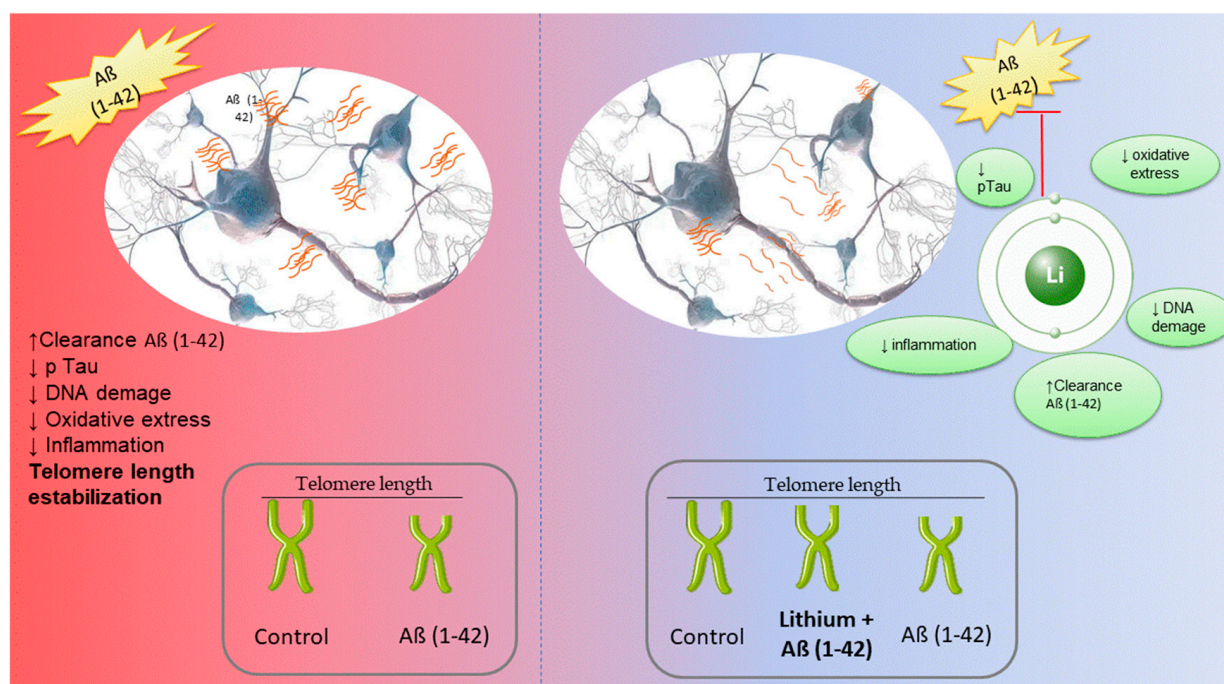 Aß
(1-42)
Aß (1-
42)
↑Clearance Aß (1-42)
↓ p Tau
↓ DNA demage
↓ Oxidative extress
↓ Inflammation
Telomere length
estabilization
Telomere length
Control
Aß (1-42)
Aß
(1-42)
↓
pTau
↓ oxidative
extress
Li
↓ DNA
demage
↓ inflammation
↑Clearance
Aß (1-42)
Telomere length
Control
Lithium +
Aß (1-42)
Aß (1-42)